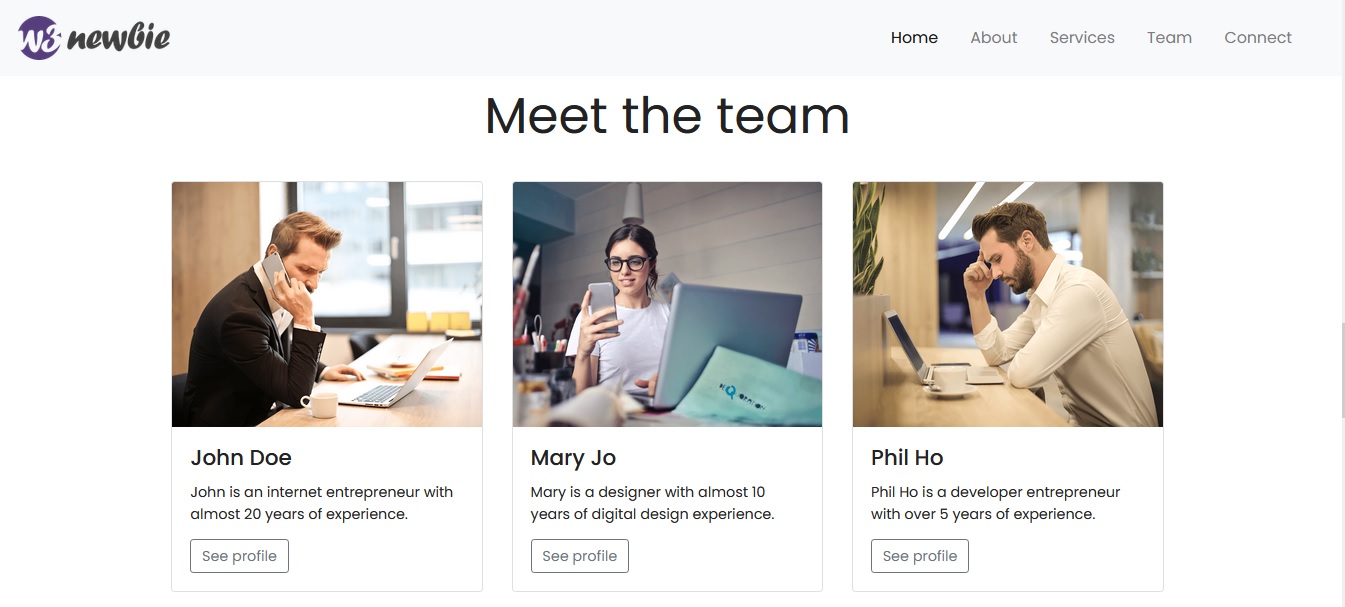 W3 newbie
Home About Services Team Connect
Meet the team
John Doe
John is an internet entrepreneur with
almost 20 years of experience.
See profile
Mary Jo
Mary is a designer with almost 10
years of digital design experience.
See profile
Phil Ho
Phil Ho is a developer entrepreneur
with over 5 years of experience.
See profile